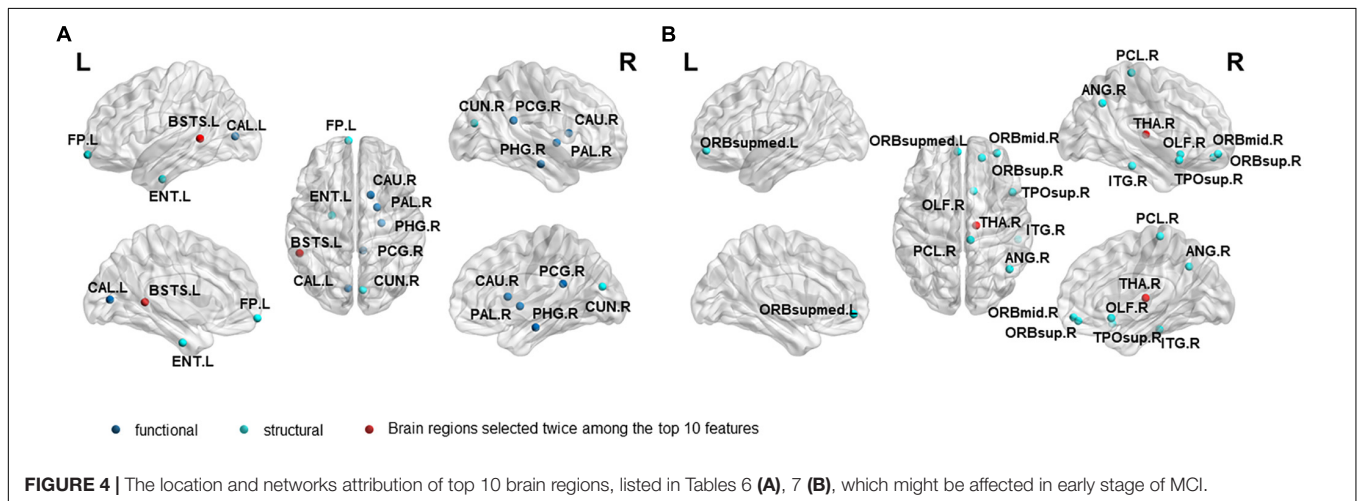 A
B
L
R
L
R
FP.L
BSTS.L
CAL.L
ENT.L
CAL.L
BSTS.L
FP.L
ENT.L
FP.L
CAU.R
ENT.L
PAL.R
PHG.R
BSTS.L
PCG.R
CAL.L
CUN.R
CUN.R
PCG.R
CAU.R
PHG.R
PAL.R
CAU.R
PCG.R
PAL.R
PHG.R
CUN.R
ORBsupmed.L
ORBsupmed.L
ORBsupmed.L
ORBmid.R
ORBsup.R
TPOsup.R
OLF.R
THA.R
ITG.R
PCL.R
ANG.R
PCL.R
ANG.R
THA.R
OLF.R
ORBmid.R
ORBsup.R
ITG.R
TPOsup.R
PCL.R
ANG.R
THA.R
ORBmid.R
OLF.R
ORBsup.R
TPOsup.R
ITG.R
functional structural Brain regions selected twice among the top 10 features
FIGURE 4 | The location and networks attribution of top 10 brain regions, listed in Tables 6 (A), 7 (B), which might be affected in early stage of MCI.